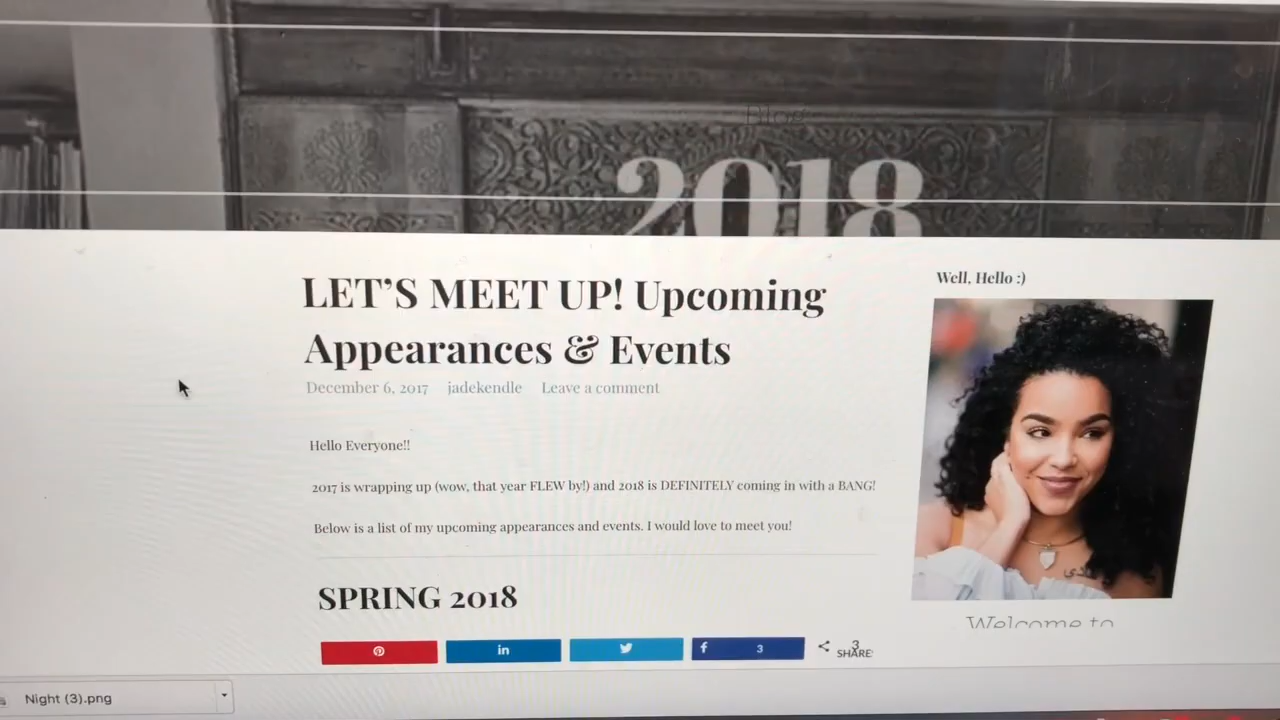 Blog
2018
LET'S MEET UP! Upcoming
Appearances & Events
December 6, 2017 jadekendle Leave a comment
Hello Everyone!!
2017 is wrapping up (wow, that year FLEW by!) and 2018 is DEFINITELY coming in with a BANG!
Below is a list of my upcoming appearances and events. I would love to meet you!
SPRING 2018
3
3
SHARES
Well, Hello :)
Welcome to
Night (3).png